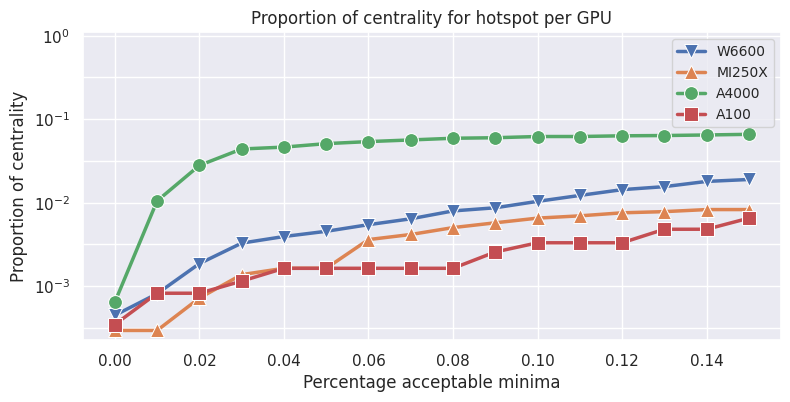 Proportion of centrality for hotspot per GPU
Proportion of centrality
10⁰
10⁻¹
10⁻²
10⁻³
W6600
MI250X
A4000
A100
0.00 0.02 0.04 0.06 0.08 0.10 0.12 0.14
Percentage acceptable minima